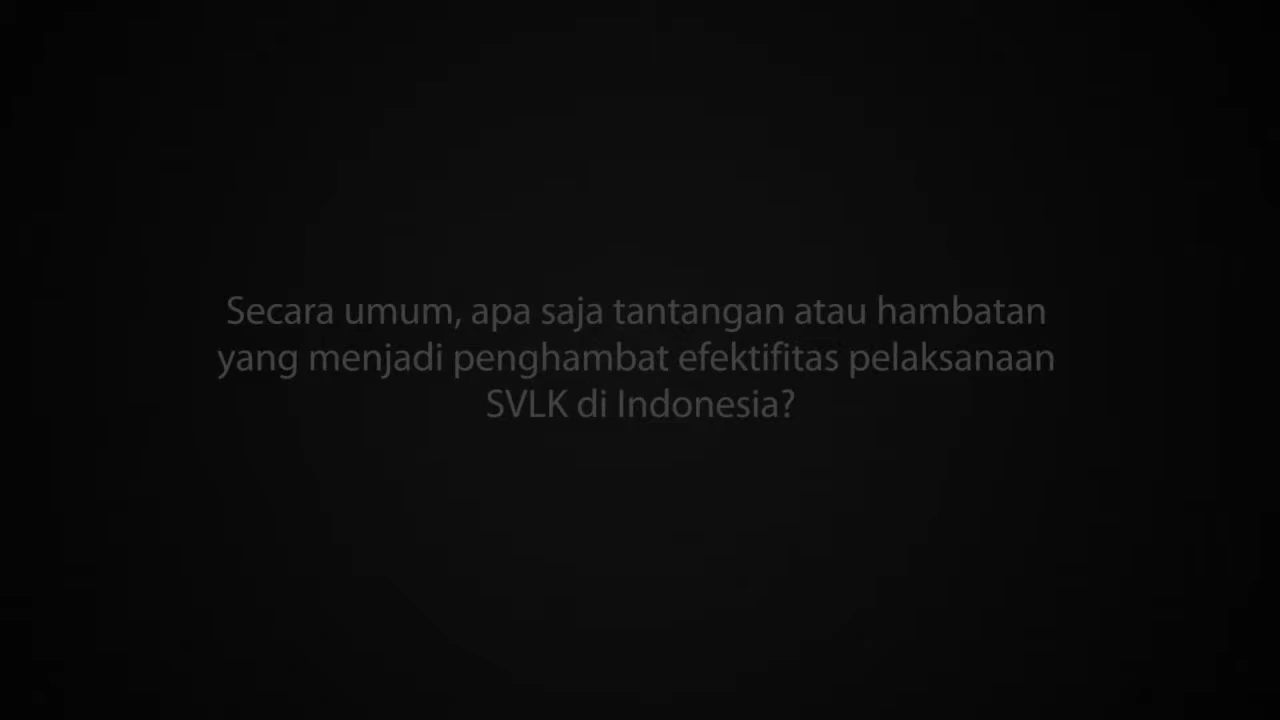 Secara umum, apa saja tantangan atau hambatan
yang menjadi penghambat efektifitas pelaksanaan
SVLK di Indonesia?